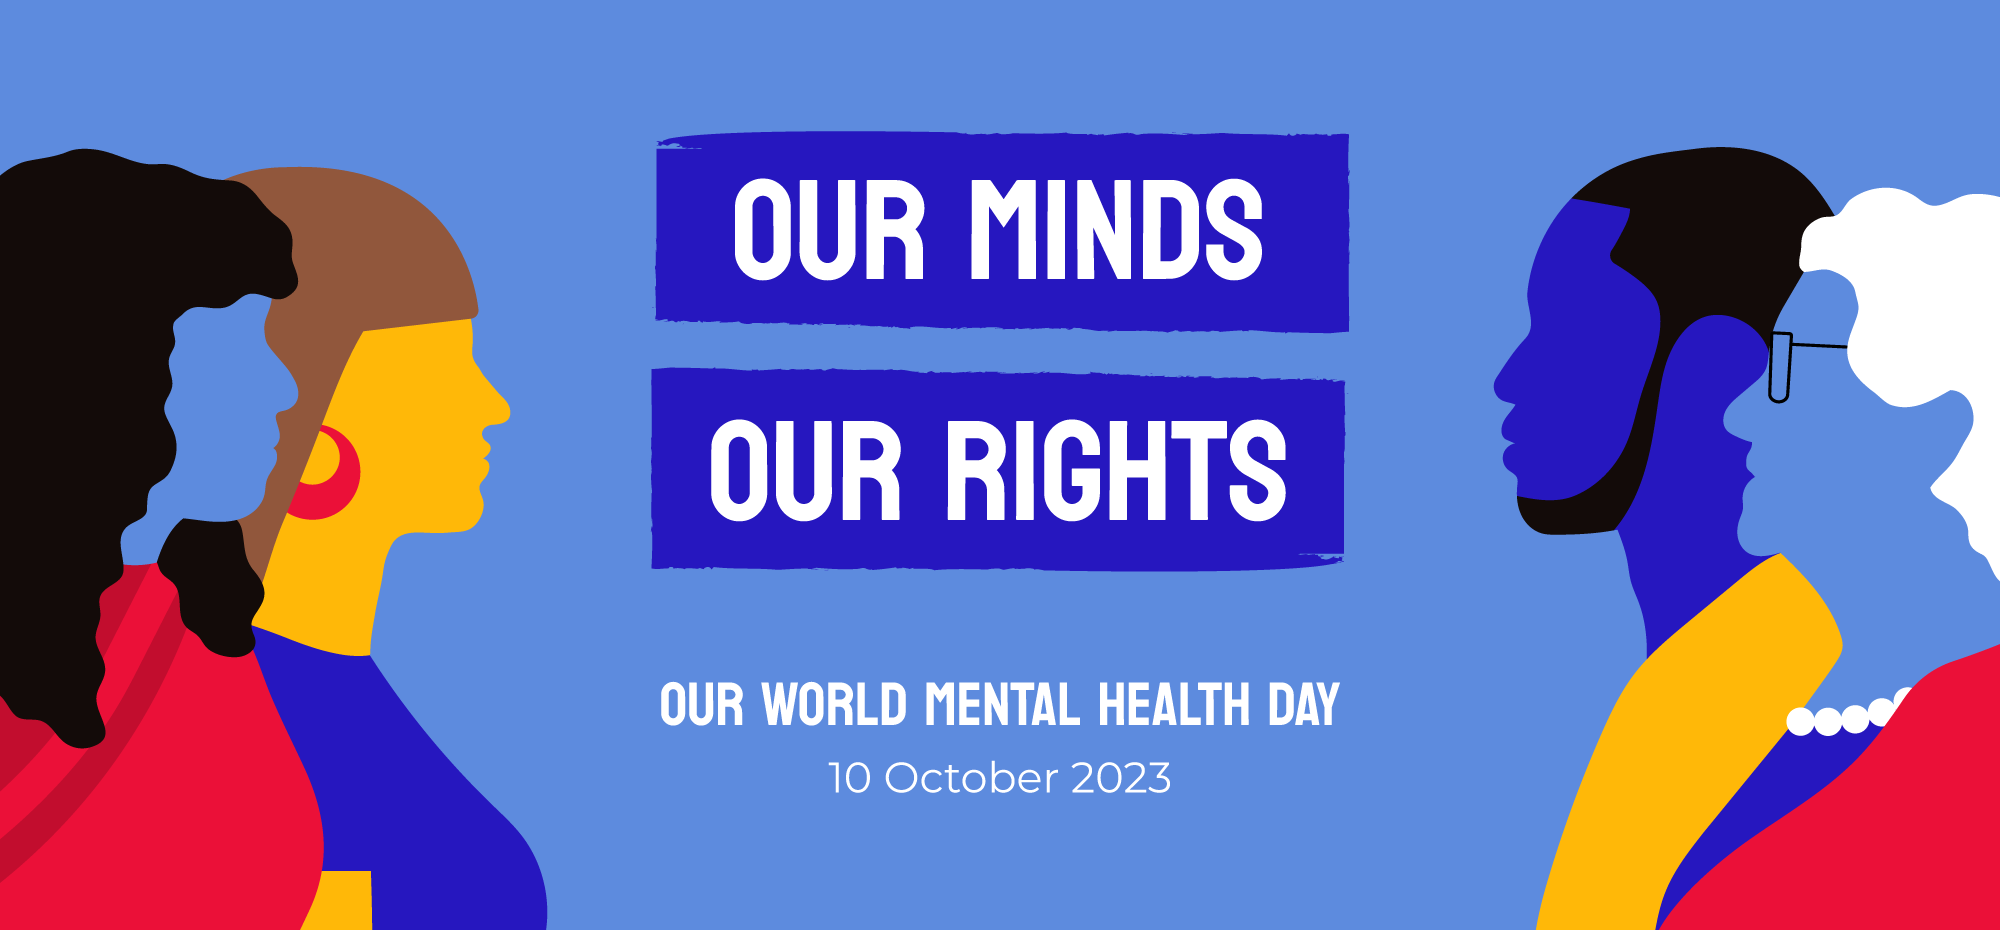 OUR MINDS
OUR RIGHTS
OUR WORLD MENTAL HEALTH DAY
10 October 2023